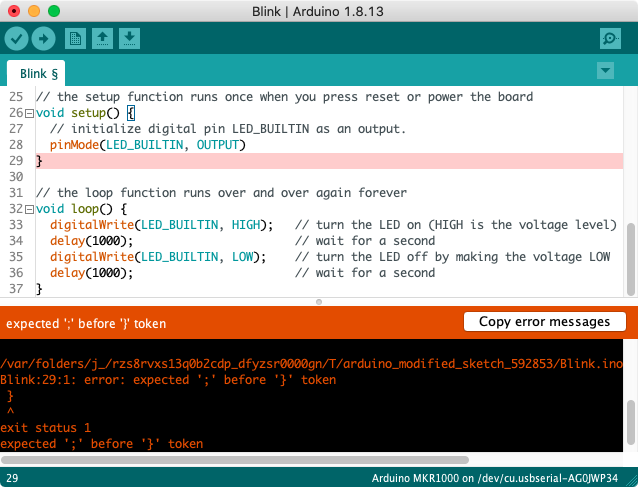 Blink | Arduino 1.8.13
Blink §
25 // the setup function runs once when you press reset or power the board
26 void setup() {
27   // initialize digital pin LED_BUILTIN as an output.
28   pinMode(LED_BUILTIN, OUTPUT)
29 }
30
31 // the loop function runs over and over again forever
32 void loop() {
33   digitalWrite(LED_BUILTIN, HIGH);   // turn the LED on (HIGH is the voltage level)
34   delay(1000);                       // wait for a second
35   digitalWrite(LED_BUILTIN, LOW);    // turn the LED off by making the voltage LOW
36   delay(1000);                       // wait for a second
37 }
expected ';' before '}' token
Copy error messages
/var/folders/j_/rzs8rvxs13q0b2cdp_dfyzsr0000gn/T/arduino_modified_sketch_592853/Blink.ino
Blink:29:1: error: expected ';' before '}' token
 }
 ^
exit status 1
expected ';' before '}' token
29
Arduino MKR1000 on /dev/cu.usbserial-AG0JWP34